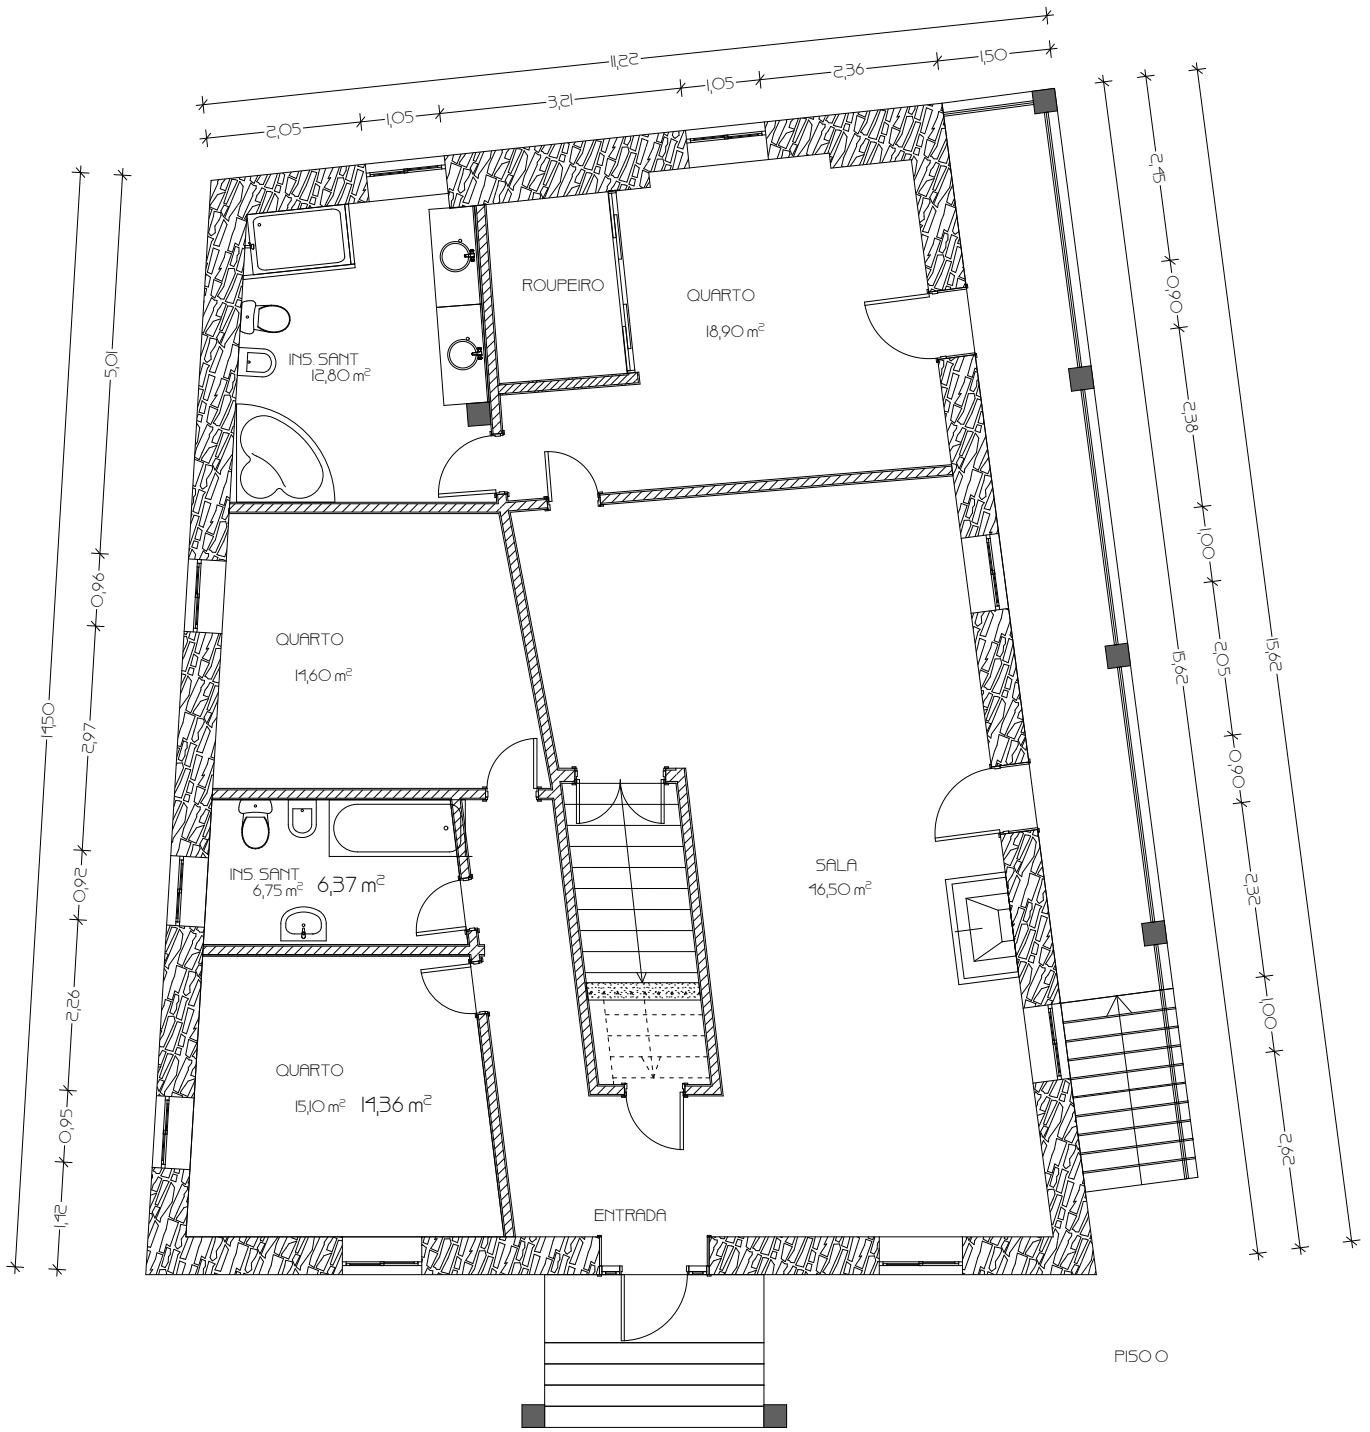 11,22
2,05
1,05
3,21
1,05
2,36
1,50
2,45
0,90
2,38
1,00
2,05
0,90
2,32
1,00
2,62
15,62
15,62
14,50
5,01
0,96
2,97
0,92
2,26
0,95
1,42
ROUPEIRO
QUARTO
18,90 m²
INS. SANT
12,80 m²
QUARTO
14,60 m²
INS. SANT
6,75 m² 6,37 m²
SALA
46,50 m²
QUARTO
15,10 m² 14,36 m²
ENTRADA
PISO 0